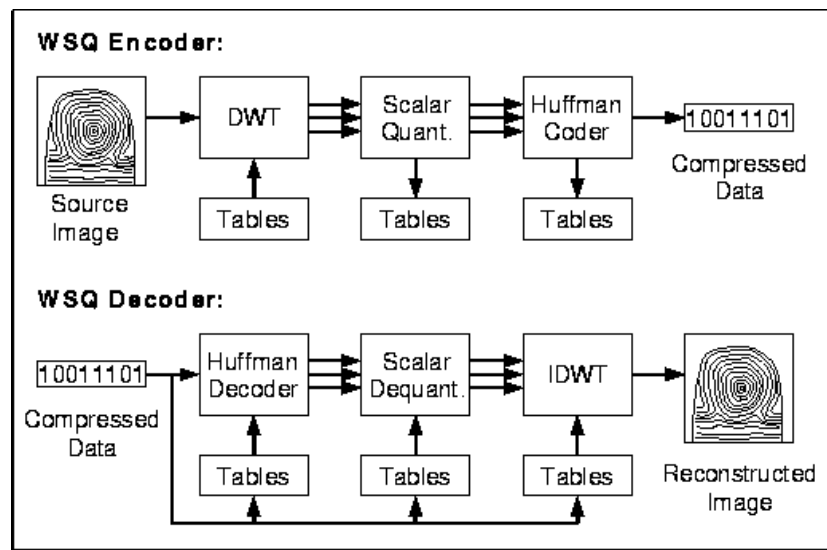 WSQ Encoder:
DWT
Scalar
Quant.
Huffman
Coder
10011101
Source
Image
Compressed
Data
Tables
Tables
Tables
WSQ Decoder:
10011101
Huffman
Decoder
Scalar
Dequant.
IDWT
Compressed
Data
Tables
Tables
Tables
Reconstructed
Image